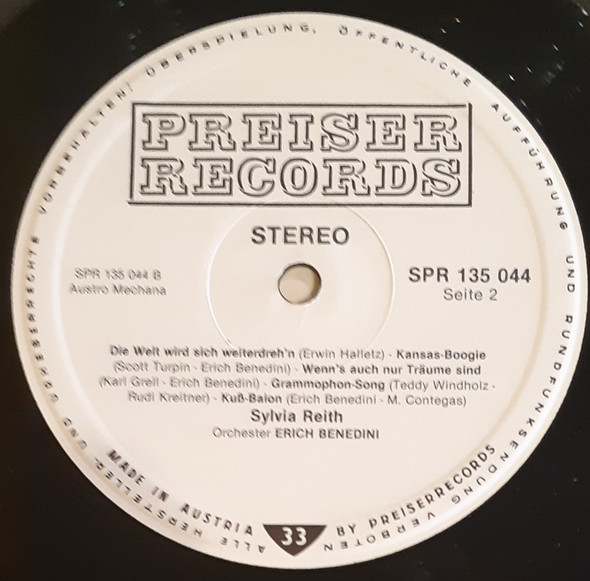 PREISER
RECORDS
STEREO
SPR 135 044 B
Austro Mechana
SPR 135 044
Seite 2
Die Welt wird sich weiterdreh'n (Erwin Halletz) - Kansas-Boogie
(Scott Turpin - Erich Benedini) - Wenn's auch nur Träume sind
(Karl Grell - Erich Benedini) - Grammophon-Song (Teddy Windholz -
Rudi Kreitner) - Kuß-Baion (Erich Benedini - M. Contegas)
Sylvia Reith
Orchester ERICH BENEDINI
MADE IN AUSTRIA
33
BY PREISERRECORDS
ALLE HERSTELLER- UND URHEBERRECHTE VORBEHALTEN! ÜBERSPIELUNG, ÖFFENTLICHE AUFFÜHRUNG UND RUNDFUNKSENDUNG VERBOTEN